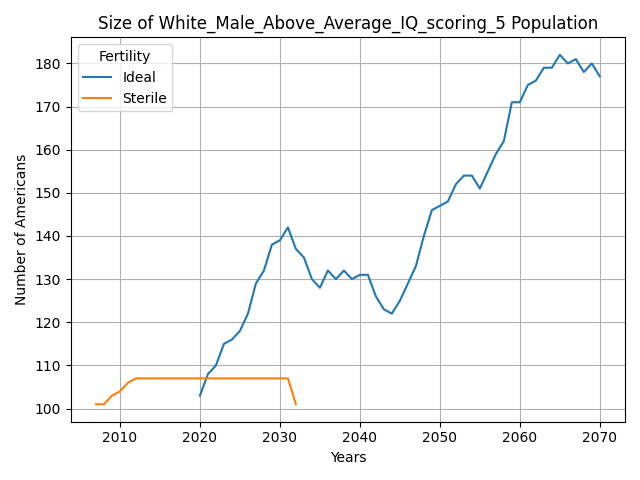 Size of White_Male_Above_Average_IQ_scoring_5 Population
Fertility
Ideal
Sterile
Number of Americans
180
170
160
150
140
130
120
110
100
2010 2020 2030 2040 2050 2060 2070
Years